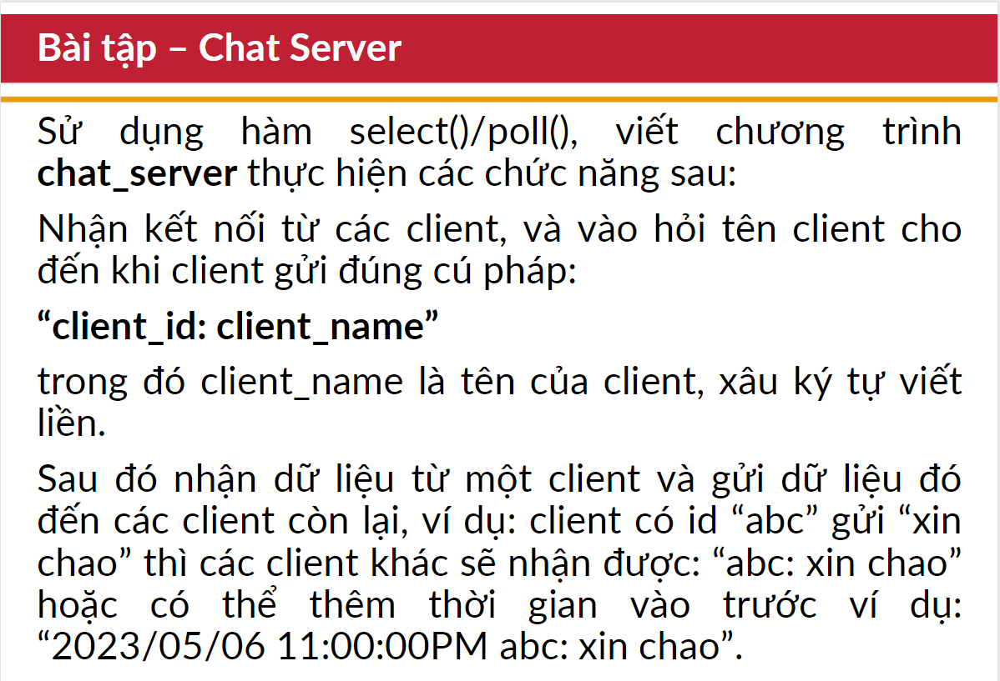 Bài tập – Chat Server
Sử dụng hàm select()/poll(), viết chương trình
chat_server thực hiện các chức năng sau:
Nhận kết nối từ các client, và vào hỏi tên client cho
đến khi client gửi đúng cú pháp:
“client_id: client_name”
trong đó client_name là tên của client, xâu ký tự viết
liền.
Sau đó nhận dữ liệu từ một client và gửi dữ liệu đó
đến các client còn lại, ví dụ: client có id “abc” gửi “xin
chao” thì các client khác sẽ nhận được: “abc: xin chao”
hoặc có thể thêm thời gian vào trước ví dụ:
“2023/05/06 11:00:00PM abc: xin chao”.